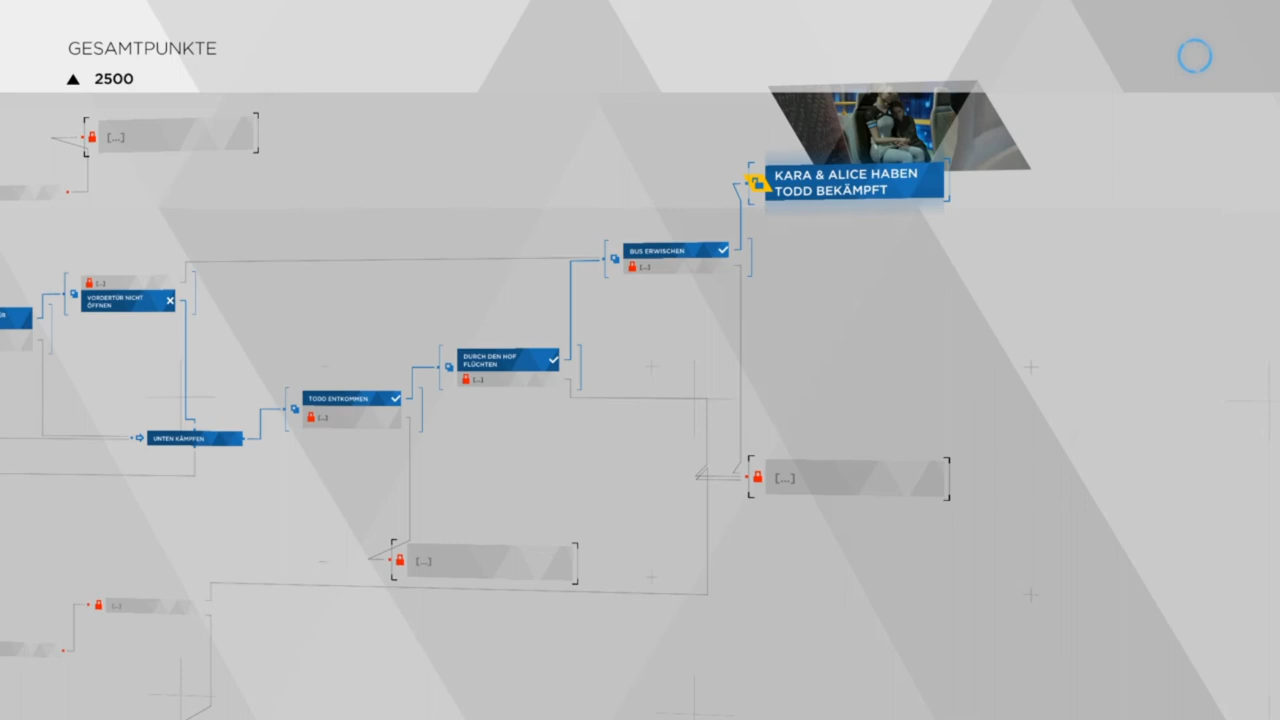 GESAMTPUNKTE
▲ 2500
[...]
KARA & ALICE HABEN
TODD BEKÄMPFT
BUS ERWISCHEN
[...]
[...]
VORDERTÜR NICHT
ÖFFNEN
DURCH DEN HOF
FLÜCHTEN
[...]
TODD ENTKOMMEN
[...]
UNTEN KÄMPFEN
[...]
[...]
[...]